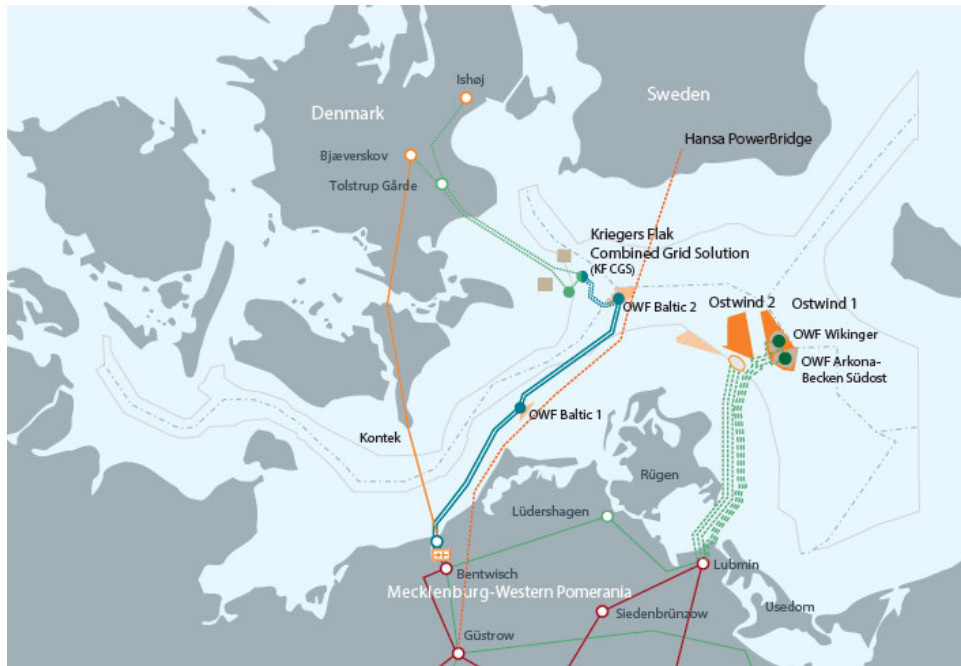 Ishøj
Denmark
Sweden
Hansa PowerBridge
Bjæverskov
Tolstrup Gårde
Kriegers Flak
Combined Grid Solution
(KF CGS)
OWF Baltic 2
Ostwind 2
Ostwind 1
OWF Wikinger
OWF Arkona-
Becken Südost
OWF Baltic 1
Kontek
Rügen
Lüdershagen
Bentwisch
Lubmin
Mecklenburg-Western Pomerania
Siedenbrünzow
Usedom
Güstrow